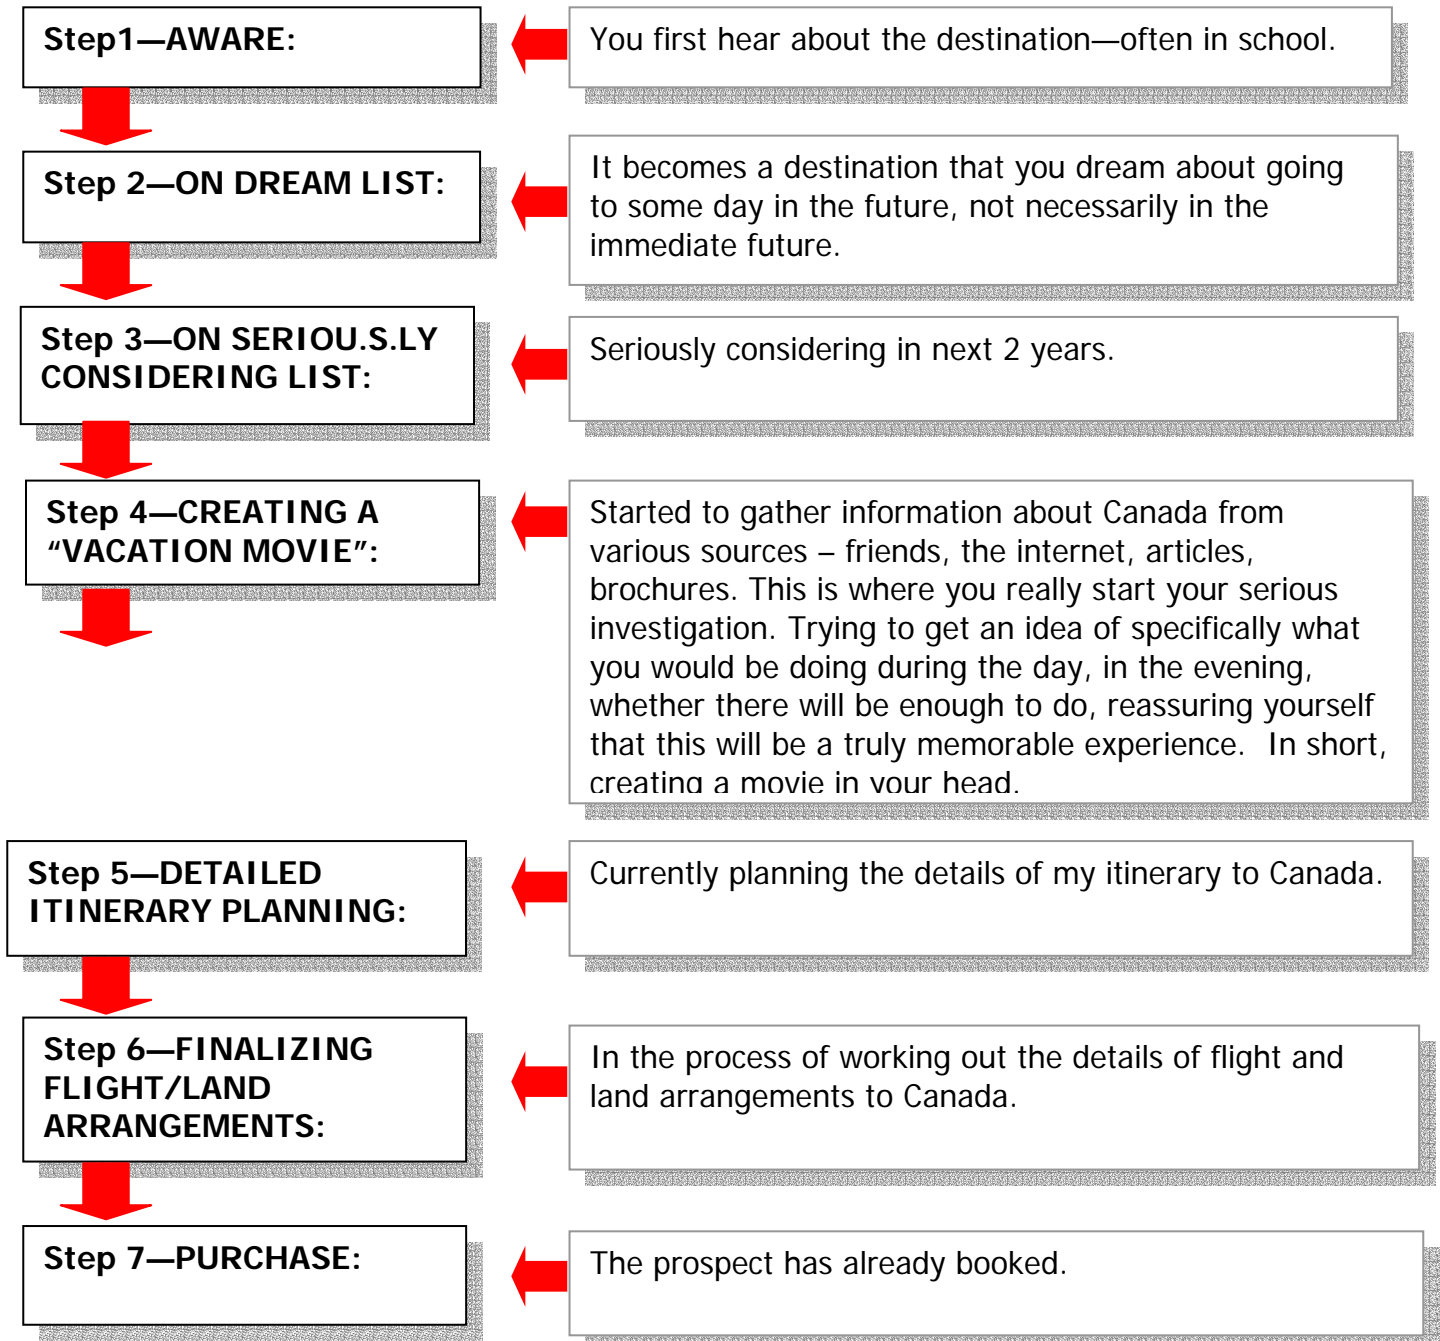 Step1—AWARE:
You first hear about the destination—often in school.
Step 2—ON DREAM LIST:
It becomes a destination that you dream about going
to some day in the future, not necessarily in the
immediate future.
Step 3—ON SERIOU.S.LY
CONSIDERING LIST:
Seriously considering in next 2 years.
Step 4—CREATING A
“VACATION MOVIE”:
Started to gather information about Canada from
various sources – friends, the internet, articles,
brochures. This is where you really start your serious
investigation. Trying to get an idea of specifically what
you would be doing during the day, in the evening,
whether there will be enough to do, reassuring yourself
that this will be a truly memorable experience.  In short,
creating a movie in your head.
Step 5—DETAILED
ITINERARY PLANNING:
Currently planning the details of my itinerary to Canada.
Step 6—FINALIZING
FLIGHT/LAND
ARRANGEMENTS:
In the process of working out the details of flight and
land arrangements to Canada.
Step 7—PURCHASE:
The prospect has already booked.